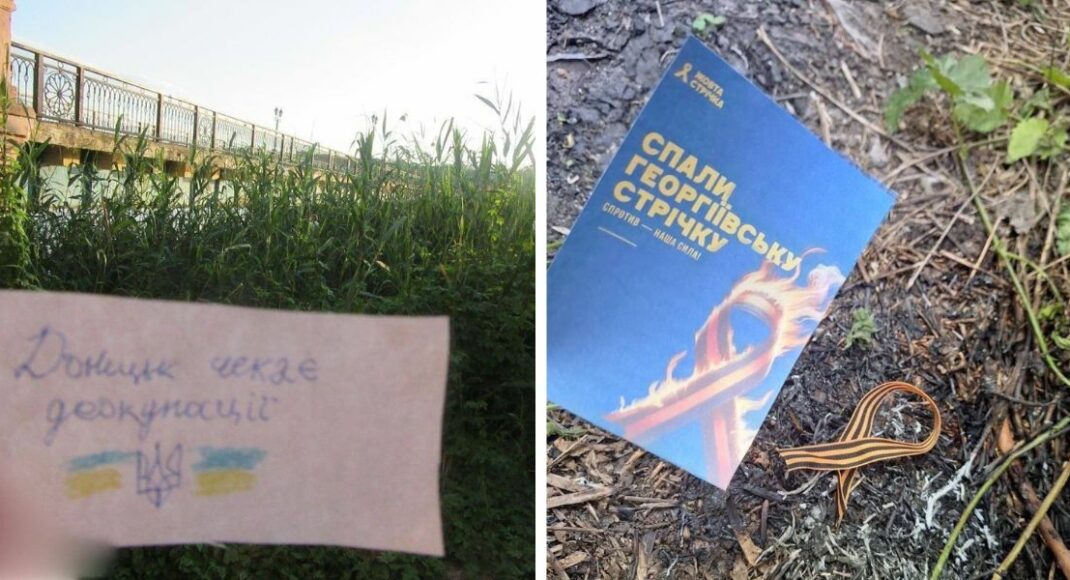 Донецьк чекає
деокупації
ЖОВТА
СТРІЧКА
СПАЛИ
ГЕОРГІЇВСЬКУ
СТРІЧКУ
СПРОТИВ — НАША СИЛА!